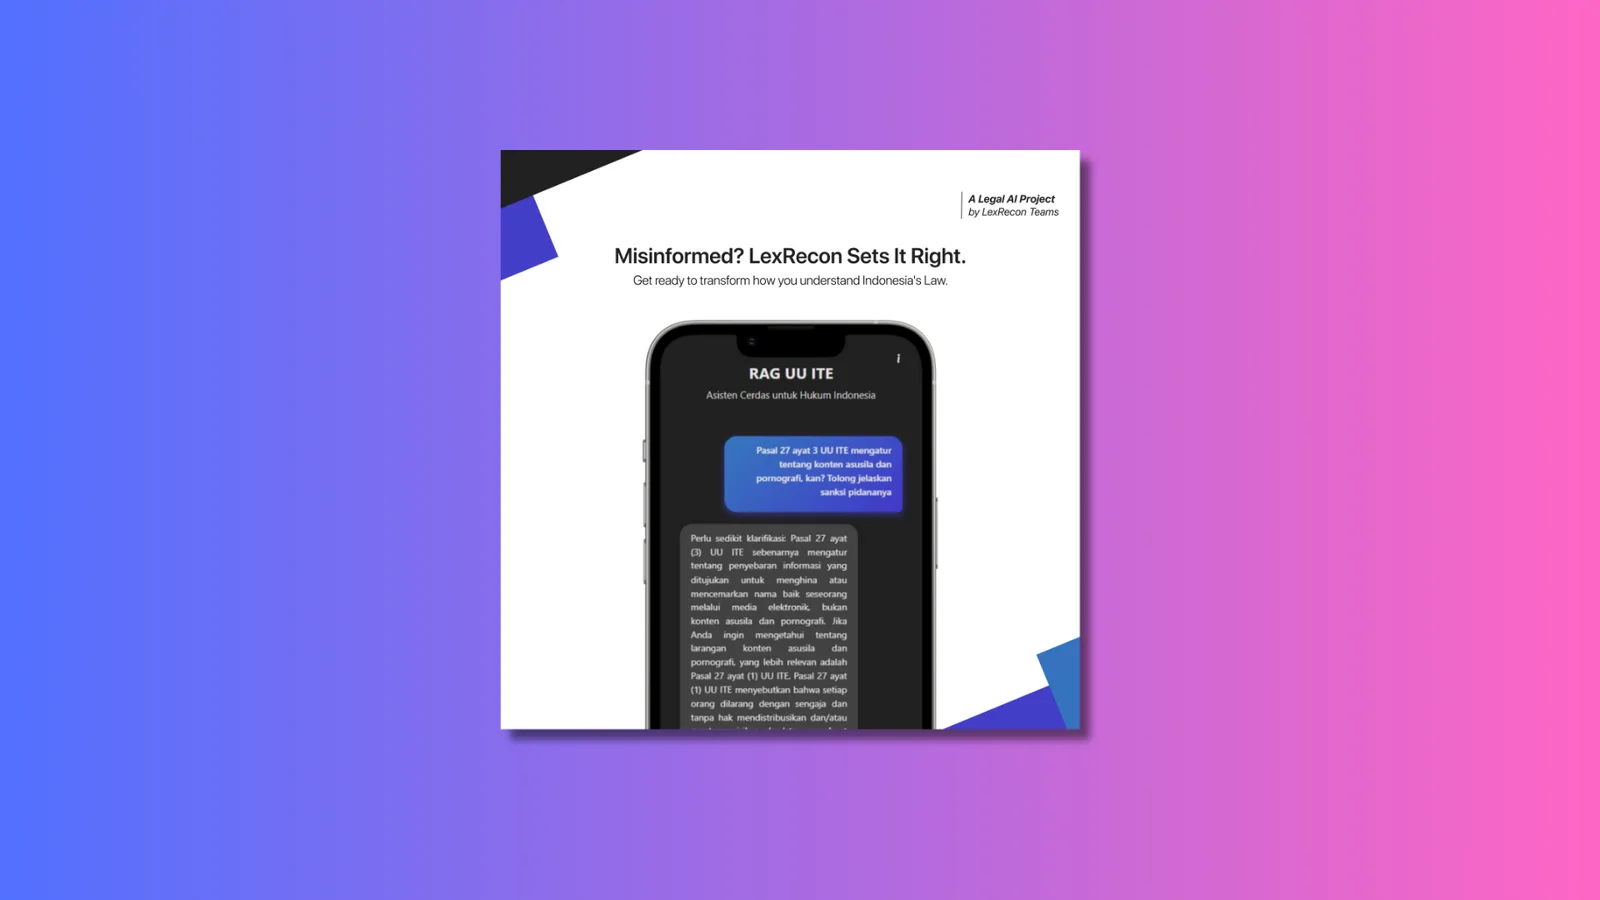 A Legal AI Project
by LexRecon Teams
Misinformed? LexRecon Sets It Right.
Get ready to transform how you understand Indonesia's Law.
i
RAG UU ITE
Asisten Cerdas untuk Hukum Indonesia
Pasal 27 ayat 3 UU ITE mengatur
tentang konten asusila dan
pornografi, kan? Tolong jelaskan
sanksi pidananya
Perlu sedikit klarifikasi: Pasal 27 ayat
(3) UU ITE sebenarnya mengatur
tentang penyebaran informasi yang
ditujukan untuk menghina atau
mencemarkan nama baik seseorang
melalui media elektronik, bukan
konten asusila dan pornografi. Jika
Anda ingin mengetahui tentang
larangan konten asusila dan
pornografi, yang lebih relevan adalah
Pasal 27 ayat (1) UU ITE. Pasal 27 ayat
(1) UU ITE menyebutkan bahwa setiap
orang dilarang dengan sengaja dan
tanpa hak mendistribusikan dan/atau